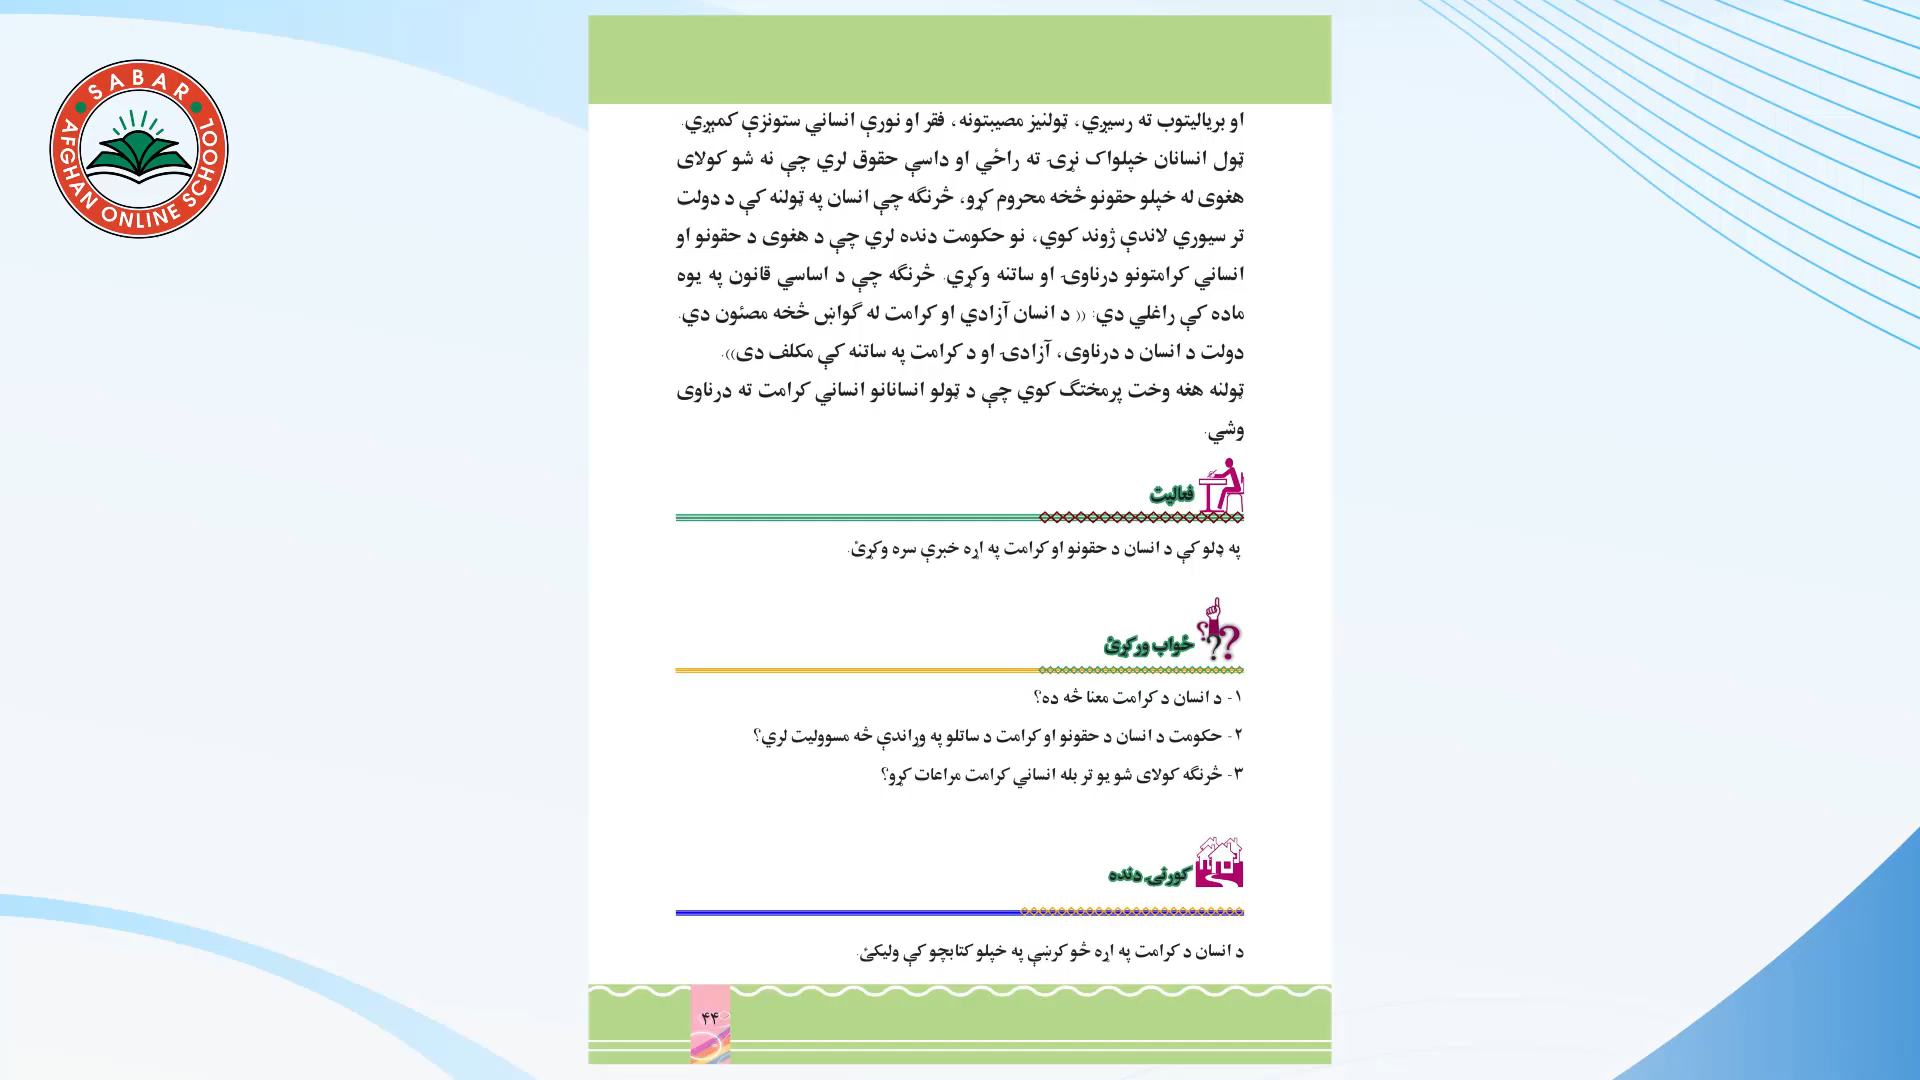 SABAR
AFGHAN ONLINE SCHOOL
او بریالیتوب ته رسیږي، ټولنیز مصیبتونه، فقر او نورې انساني ستونزې کمیږي.
ټول انسانان خپلواک نړۍ ته راځي او داسې حقوق لري چې نه شو کولای
هغوی له خپلو حقونو څخه محروم کړو، څرنګه چې انسان په ټولنه کې د دولت
تر سیوري لاندې ژوند کوي، نو حکومت دنده لري چې د هغوی د حقونو او
انساني کرامتونو درناوی او ساتنه وکړي. څرنګه چې د اساسي قانون په یوه
ماده کې راغلي دي: (( د انسان آزادي او کرامت له ګواښ څخه مصئون دي.
دولت د انسان د درناوی، آزادۍ او د کرامت په ساتنه کې مکلف دی)).
ټولنه هغه وخت پرمختګ کوي چې د ټولو انسانانو انساني کرامت ته درناوی
وشي.
فعالیت
په ډلو کې د انسان د حقونو او کرامت په اړه خبرې سره وکړئ.
ځواب ورکړئ
۱- د انسان د کرامت معنا څه ده؟
۲- حکومت د انسان د حقونو او کرامت د ساتلو په وړاندې څه مسوولیت لري؟
۳- څرنګه کولای شو یو تر بله انساني کرامت مراعات کړو؟
کورنۍ دنده
د انسان د کرامت په اړه څو کرښې په خپلو کتابچو کې ولیکئ.
۴۴